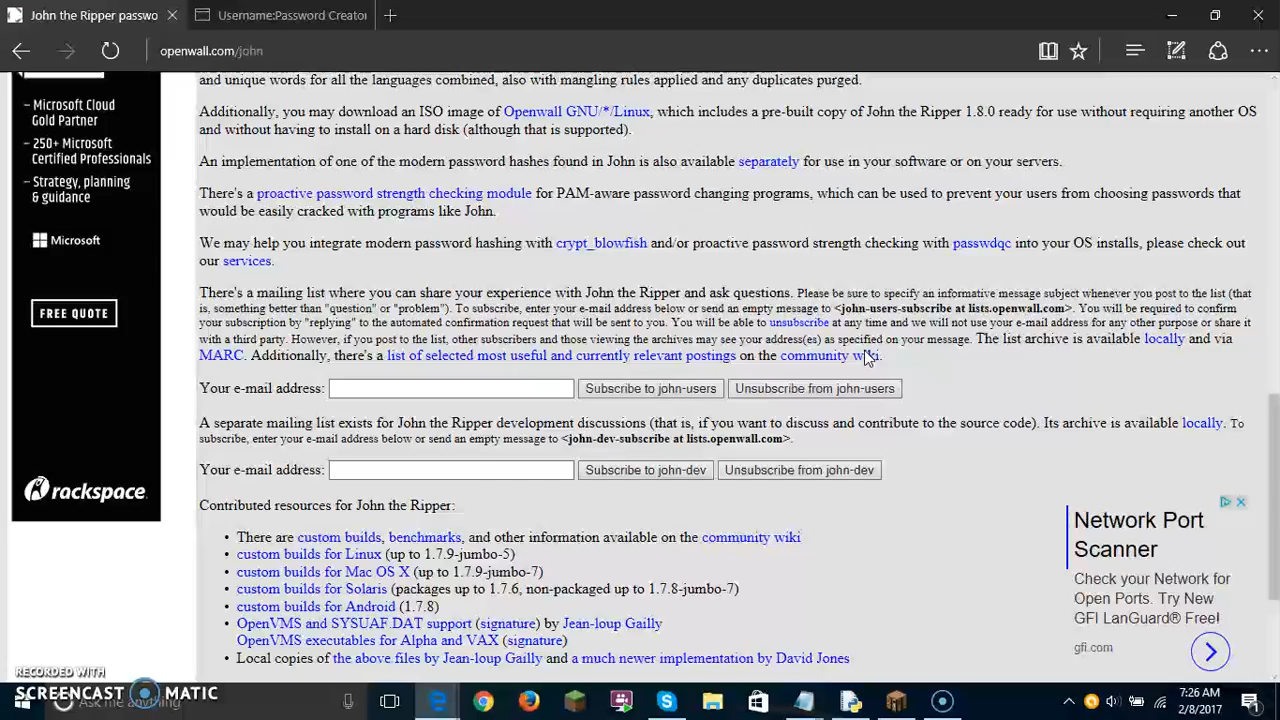 John the Ripper passwo
Username:Password Creator
openwall.com/john
and unique words for all the languages combined, also with mangling rules applied and any duplicates purged.
Additionally, you may download an ISO image of Openwall GNU/*/Linux, which includes a pre-built copy of John the Ripper 1.8.0 ready for use without requiring another OS
and without having to install on a hard disk (although that is supported).
An implementation of one of the modern password hashes found in John is also available separately for use in your software or on your servers.
There's a proactive password strength checking module for PAM-aware password changing programs, which can be used to prevent your users from choosing passwords that
would be easily cracked with programs like John.
We may help you integrate modern password hashing with crypt_blowfish and/or proactive password strength checking with passwdqc into your OS installs, please check out
our services.
There's a mailing list where you can share your experience with John the Ripper and ask questions. Please be sure to specify an informative message subject whenever you post to the list (that
is, something better than "question" or "problem"). To subscribe, enter your e-mail address below or send an empty message to <john-users-subscribe at lists.openwall.com>. You will be required to confirm
your subscription by "replying" to the automated confirmation request that will be sent to you. You will be able to unsubscribe at any time and we will not use your e-mail address for any other purpose or share it
with a third party. However, if you post to the list, other subscribers and those viewing the archives may see your address(es) as specified on your message. The list archive is available locally and via
MARC. Additionally, there's a list of selected most useful and currently relevant postings on the community wiki.
Your e-mail address: Subscribe to john-users Unsubscribe from john-users
A separate mailing list exists for John the Ripper development discussions (that is, if you want to discuss and contribute to the source code). Its archive is available locally. To
subscribe, enter your e-mail address below or send an empty message to <john-dev-subscribe at lists.openwall.com>.
Your e-mail address: Subscribe to john-dev Unsubscribe from john-dev
Contributed resources for John the Ripper:
• There are custom builds, benchmarks, and other information available on the community wiki
• custom builds for Linux (up to 1.7.9-jumbo-5)
• custom builds for Mac OS X (up to 1.7.9-jumbo-7)
• custom builds for Solaris (packages up to 1.7.6, non-packaged up to 1.7.8-jumbo-7)
• custom builds for Android (1.7.8)
• OpenVMS and SYSUAF.DAT support (signature) by Jean-loup Gailly
OpenVMS executables for Alpha and VAX (signature)
• Local copies of the above files by Jean-loup Gailly and a much newer implementation by David Jones
– Microsoft Cloud
Gold Partner
– 250+ Microsoft
Certified Professionals
– Strategy, planning
& guidance
Microsoft
FREE QUOTE
rackspace.
Network Port
Scanner
Check your Network for
Open Ports. Try New
GFI LanGuard® Free!
gfi.com
RECORDED WITH
SCREENCAST MATIC
Ask me anything
7:26 AM
2/8/2017
1